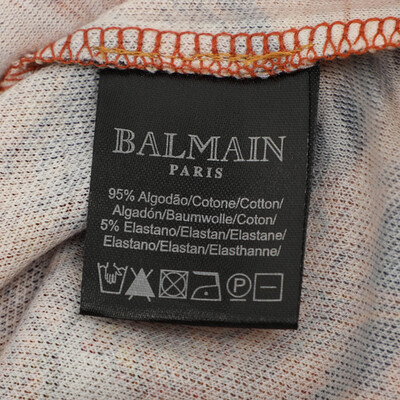 BALMAIN
PARIS
95% Algodão/Cotone/Cotton/
Algadón/Baumwolle/Coton/
5% Elastano/Elastan/Elastane/
Elastano/Elastan/Elasthanne/
P